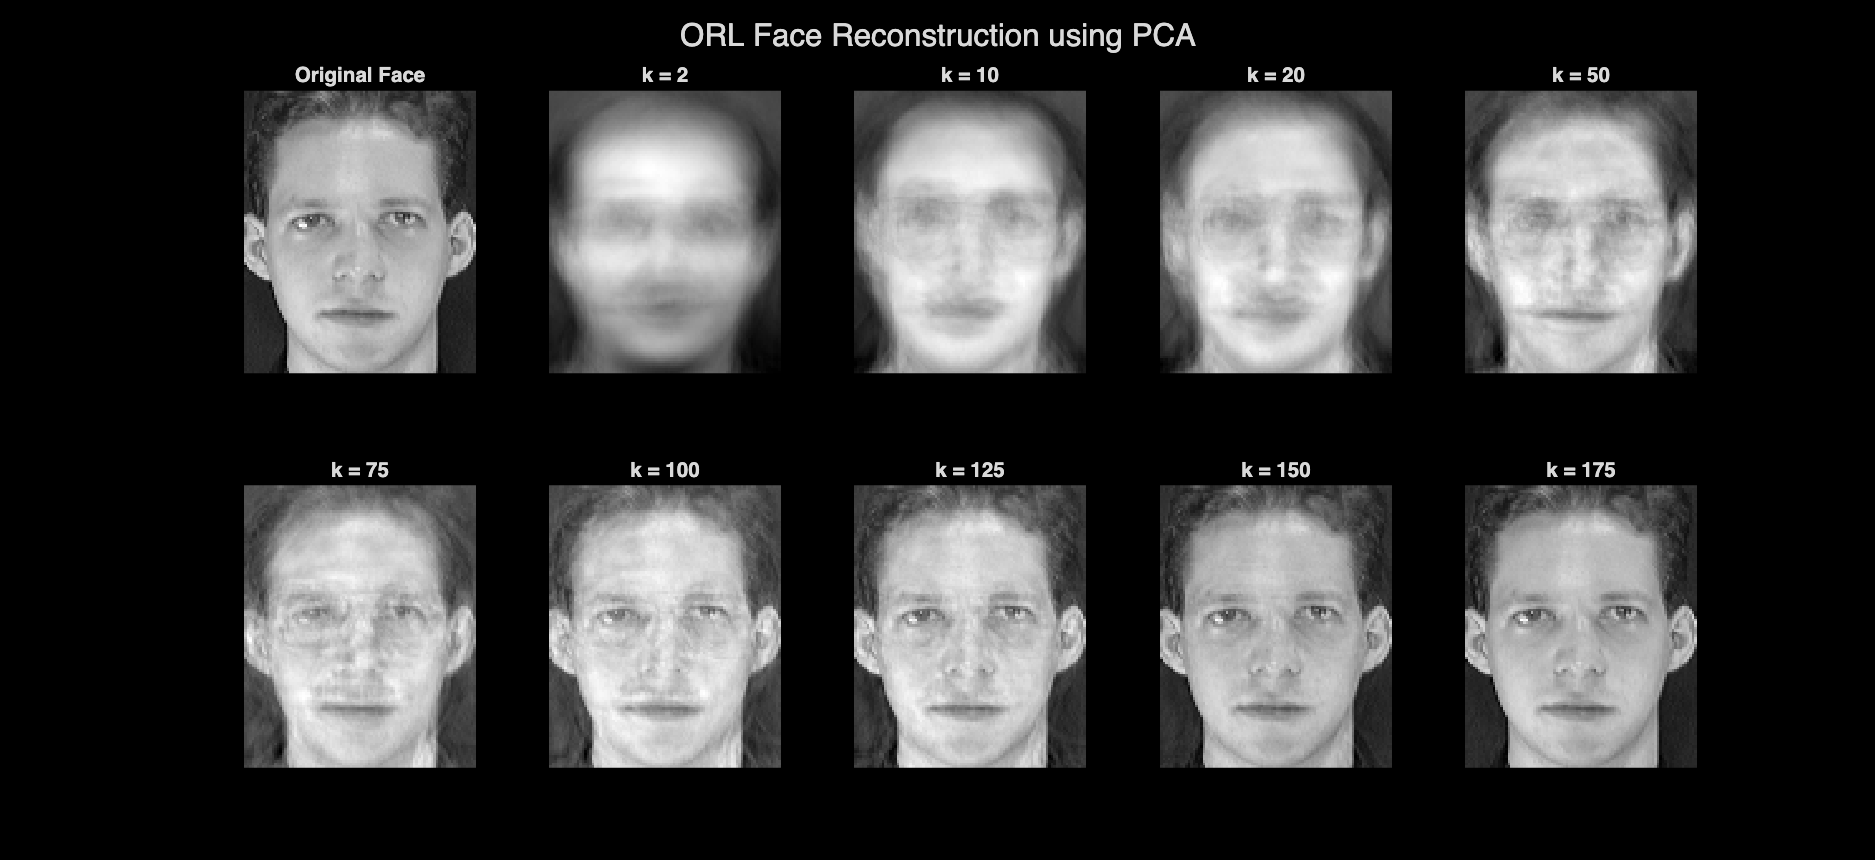 ORL Face Reconstruction using PCA
Original Face
k = 2
k = 10
k = 20
k = 50
k = 75
k = 100
k = 125
k = 150
k = 175